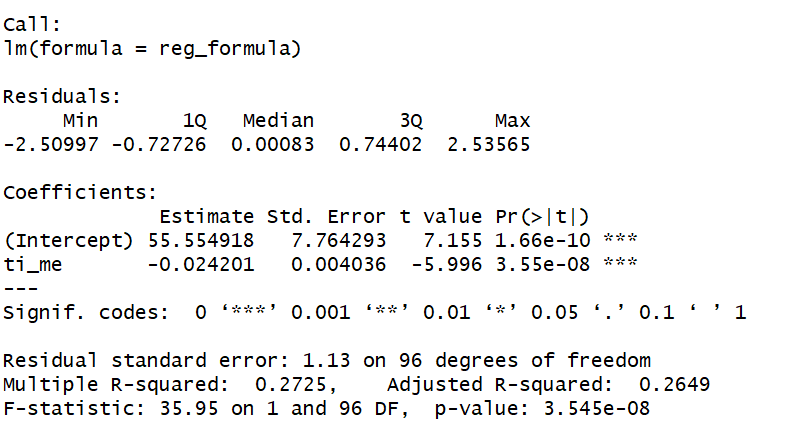 Call:
lm(formula = reg_formula)
Residuals:
     Min       1Q   Median       3Q      Max
-2.50997 -0.72726  0.00083  0.74402  2.53565
Coefficients:
             Estimate Std. Error t value Pr(>|t|)
(Intercept) 55.554918   7.764293   7.155 1.66e-10 ***
ti_me       -0.024201   0.004036  -5.996 3.55e-08 ***
---
Signif. codes:  0 ‘***’ 0.001 ‘**’ 0.01 ‘*’ 0.05 ‘.’ 0.1 ‘ ’ 1
Residual standard error: 1.13 on 96 degrees of freedom
Multiple R-squared:  0.2725,    Adjusted R-squared:  0.2649
F-statistic: 35.95 on 1 and 96 DF,  p-value: 3.545e-08